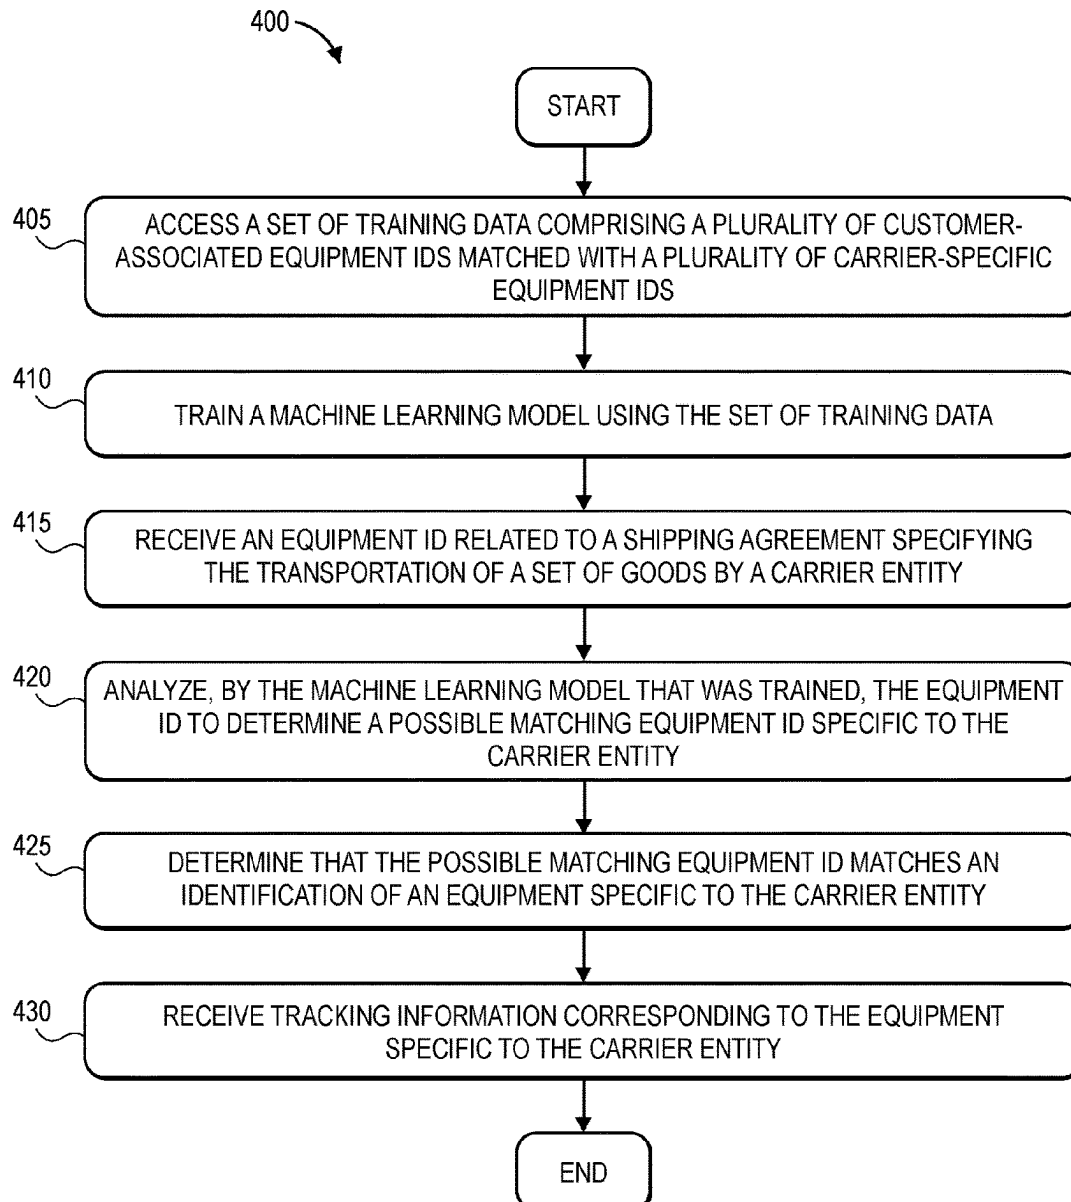 400
START
405
ACCESS A SET OF TRAINING DATA COMPRISING A PLURALITY OF CUSTOMER-
ASSOCIATED EQUIPMENT IDS MATCHED WITH A PLURALITY OF CARRIER-SPECIFIC
EQUIPMENT IDS
410
TRAIN A MACHINE LEARNING MODEL USING THE SET OF TRAINING DATA
415
RECEIVE AN EQUIPMENT ID RELATED TO A SHIPPING AGREEMENT SPECIFYING
THE TRANSPORTATION OF A SET OF GOODS BY A CARRIER ENTITY
420
ANALYZE, BY THE MACHINE LEARNING MODEL THAT WAS TRAINED, THE EQUIPMENT
ID TO DETERMINE A POSSIBLE MATCHING EQUIPMENT ID SPECIFIC TO THE
CARRIER ENTITY
425
DETERMINE THAT THE POSSIBLE MATCHING EQUIPMENT ID MATCHES AN
IDENTIFICATION OF AN EQUIPMENT SPECIFIC TO THE CARRIER ENTITY
430
RECEIVE TRACKING INFORMATION CORRESPONDING TO THE EQUIPMENT
SPECIFIC TO THE CARRIER ENTITY
END